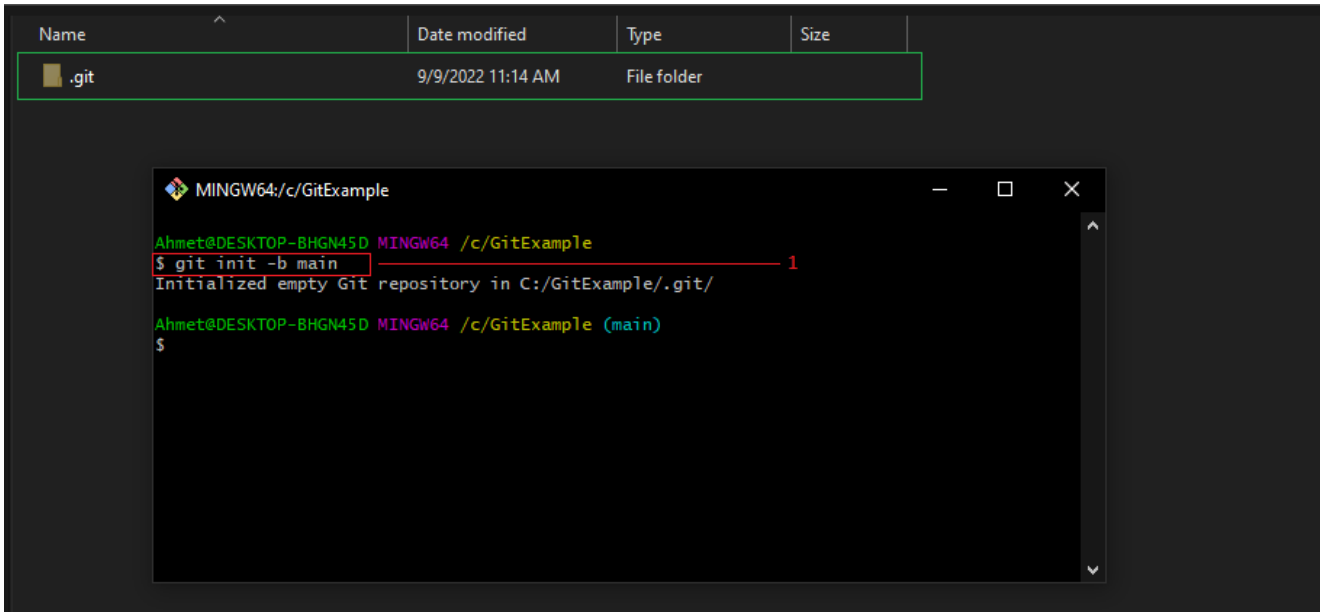 Name Date modified Type Size
.git 9/9/2022 11:14 AM File folder
MINGW64:/c/GitExample
Ahmet@DESKTOP-BHGN45D MINGW64 /c/GitExample
$ git init -b main 1
Initialized empty Git repository in C:/GitExample/.git/
Ahmet@DESKTOP-BHGN45D MINGW64 /c/GitExample (main)
$